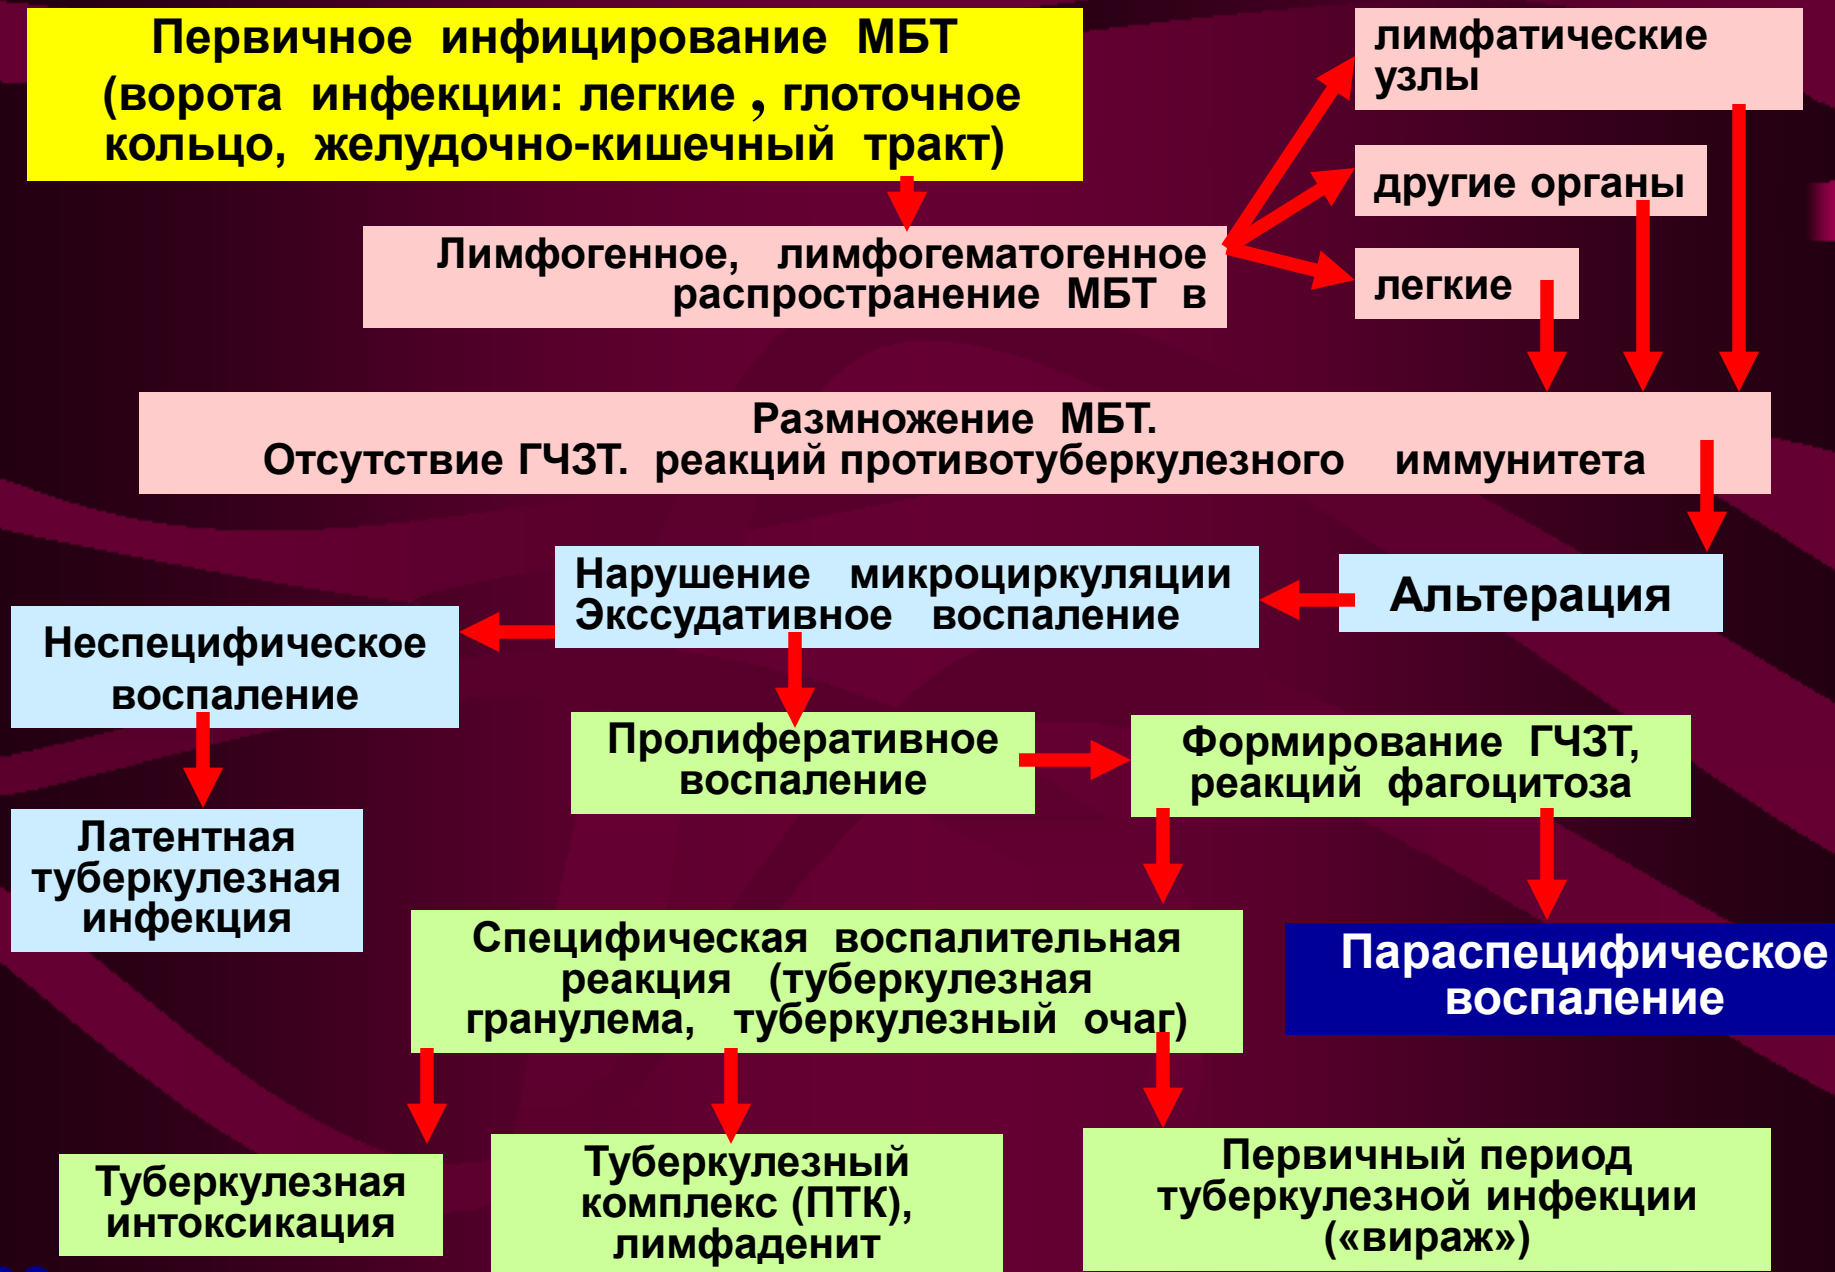 Первичное инфицирование МБТ
(ворота инфекции: легкие , глоточное
кольцо, желудочно-кишечный тракт)
лимфатические
узлы
другие органы
Лимфогенное, лимфогематогенное
распространение МБТ в
легкие
Размножение МБТ.
Отсутствие ГЧЗТ. реакций противотуберкулезного иммунитета
Нарушение микроциркуляции
Экссудативное воспаление
Альтерация
Неспецифическое
воспаление
Пролиферативное
воспаление
Формирование ГЧЗТ,
реакций фагоцитоза
Латентная
туберкулезная
инфекция
Специфическая воспалительная
реакция (туберкулезная
гранулема, туберкулезный очаг)
Параспецифическое
воспаление
Туберкулезная
интоксикация
Туберкулезный
комплекс (ПТК),
лимфаденит
Первичный период
туберкулезной инфекции
(«вираж»)